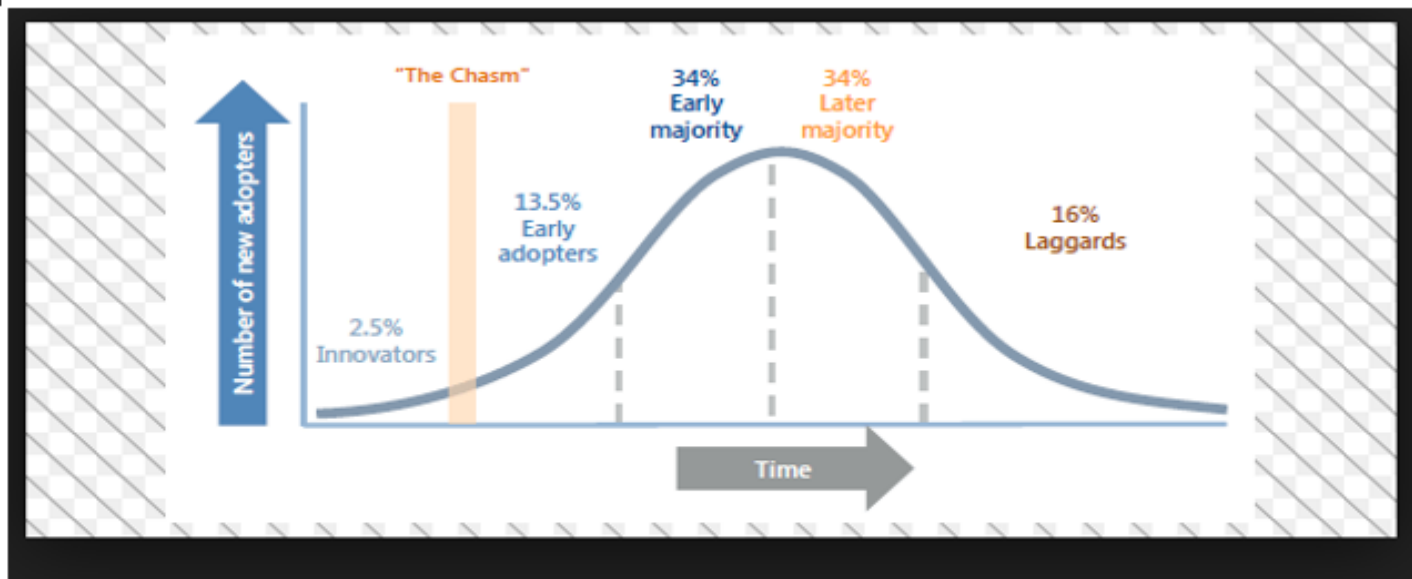 "The Chasm"
34%
Early
majority
34%
Later
majority
13.5%
Early
adopters
16%
Laggards
2.5%
Innovators
Number of new adopters
Time